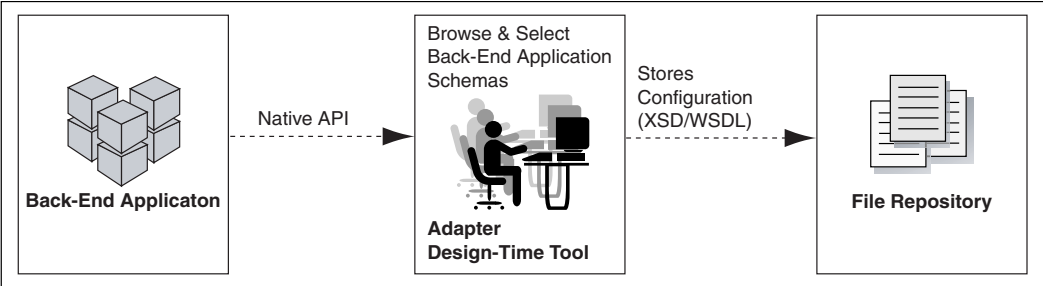 Back-End Applicaton
Native API
Browse & Select
Back-End Application
Schemas
Adapter
Design-Time Tool
Stores
Configuration
(XSD/WSDL)
File Repository